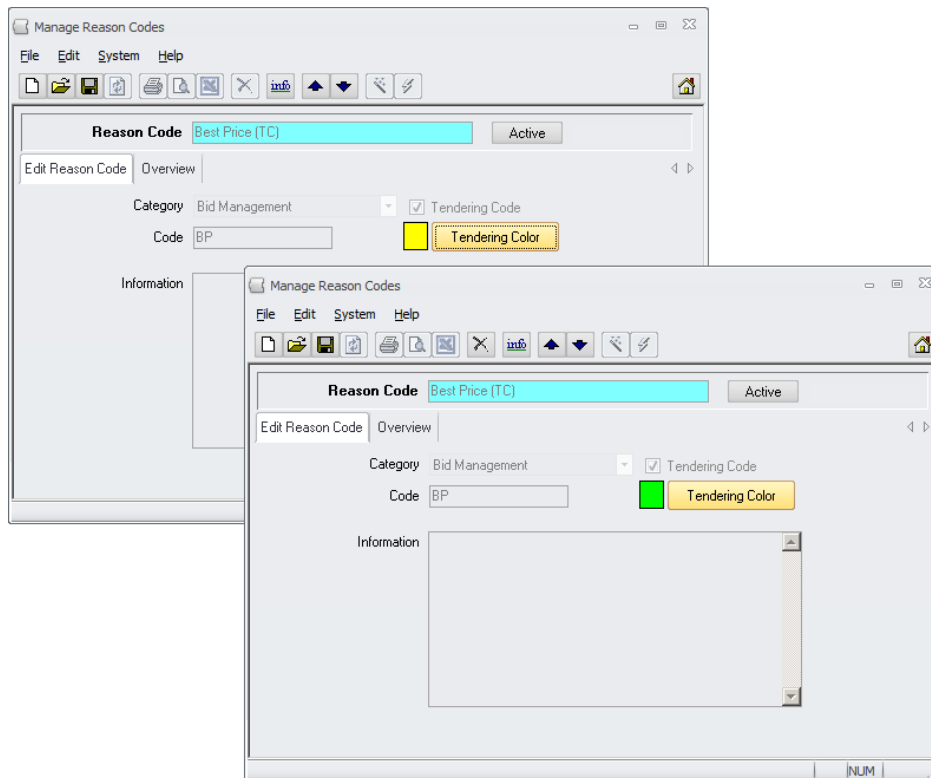 Manage Reason Codes
File Edit System Help
info
Reason Code Best Price (TC) Active
Edit Reason Code Overview
Category Bid Management Tendering Code
Code BP Tendering Color
Information
Manage Reason Codes
File Edit System Help
info
Reason Code Best Price (TC) Active
Edit Reason Code Overview
Category Bid Management Tendering Code
Code BP Tendering Color
Information
NUM